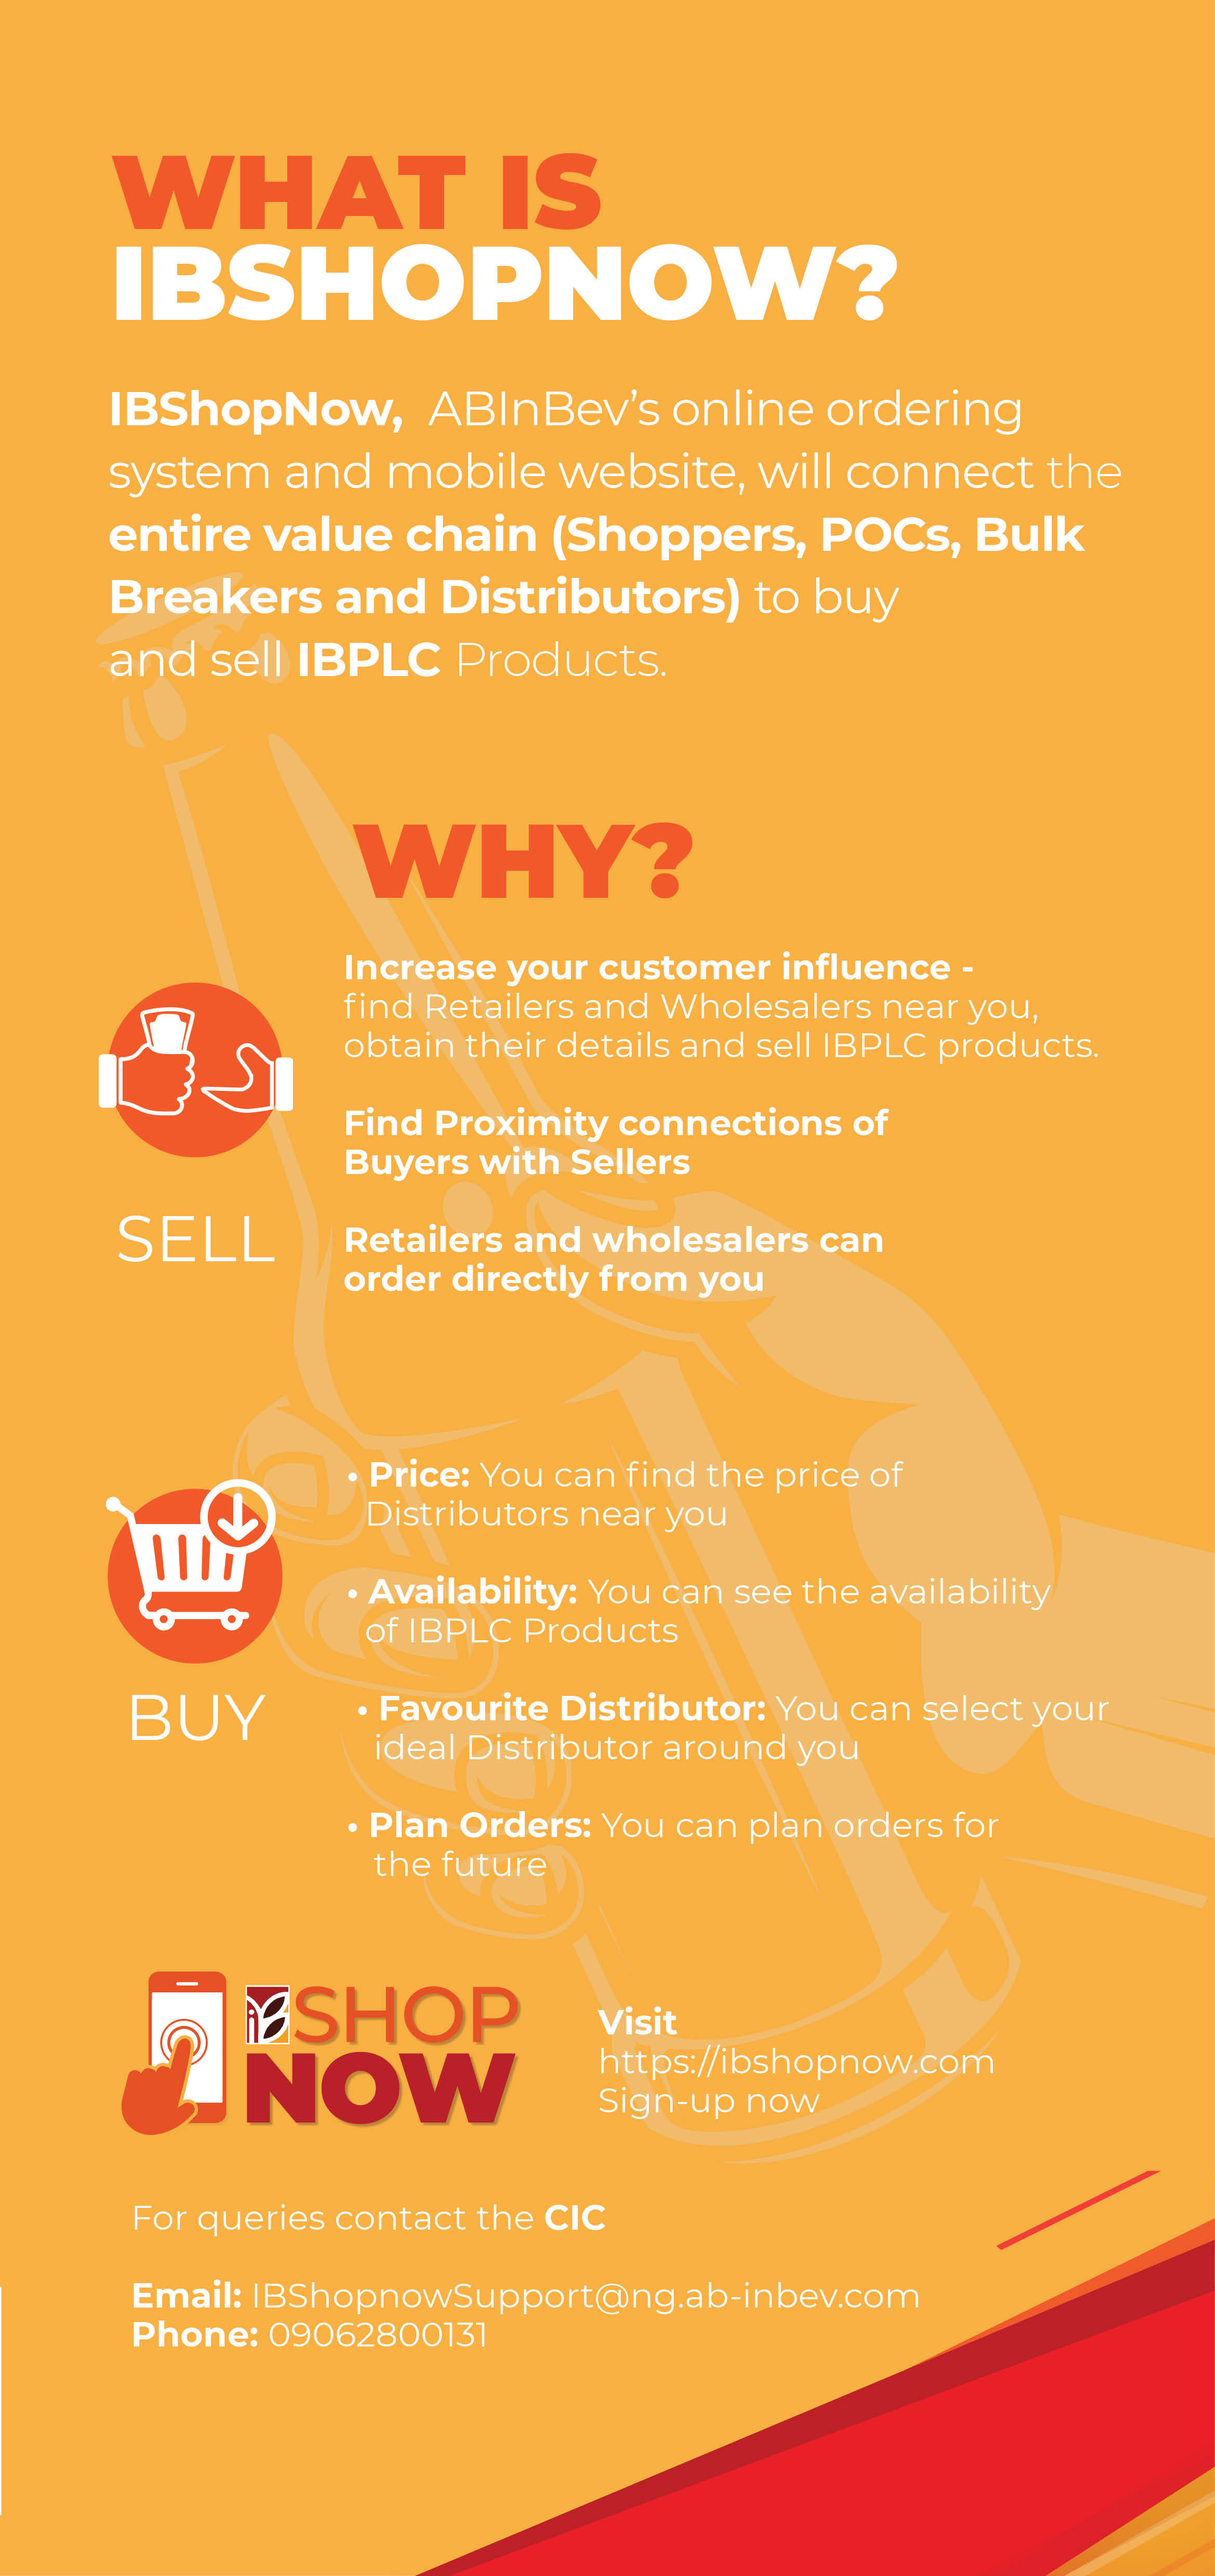 WHAT IS
IBSHOPNOW?
IBShopNow, ABInBev's online ordering
system and mobile website, will connect the
entire value chain (Shoppers, POCs, Bulk
Breakers and Distributors) to buy
and sell IBPLC Products.
WHY?
Increase your customer influence -
find Retailers and Wholesalers near you,
obtain their details and sell IBPLC products.
Find Proximity connections of
Buyers with Sellers
SELL
Retailers and wholesalers can
order directly from you
• Price: You can find the price of
Distributors near you
• Availability: You can see the availability
of IBPLC Products
BUY
• Favourite Distributor: You can select your
ideal Distributor around you
• Plan Orders: You can plan orders for
the future
iB SHOP
NOW
Visit
https://ibshopnow.com
Sign-up now
For queries contact the CIC
Email: IBShopnowSupport@ng.ab-inbev.com
Phone: 09062800131